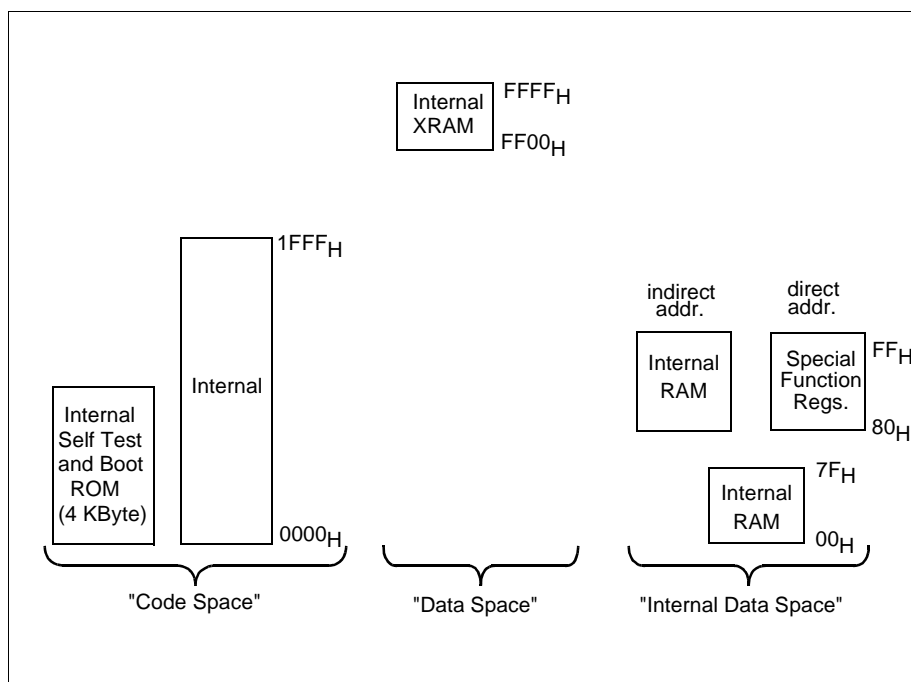 Internal
XRAM
FFFFH
FF00H
1FFFH
Internal
0000H
Internal
Self Test
and Boot
ROM
(4 KByte)
indirect
addr.
direct
addr.
Internal
RAM
Special
Function
Regs.
FFH
80H
Internal
RAM
7FH
00H
"Code Space"
"Data Space"
"Internal Data Space"